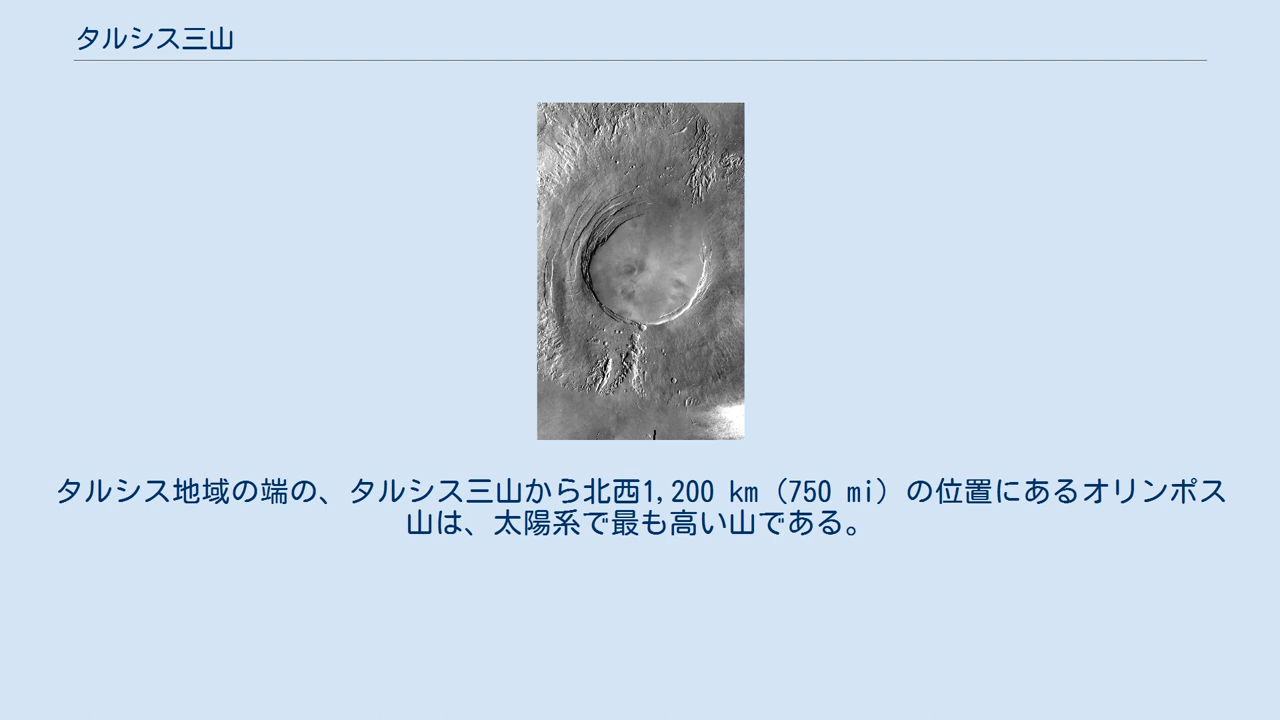 タルシス三山
タルシス地域の端の、タルシス三山から北西1,200 km（750 mi）の位置にあるオリンポス
山は、太陽系で最も高い山である。